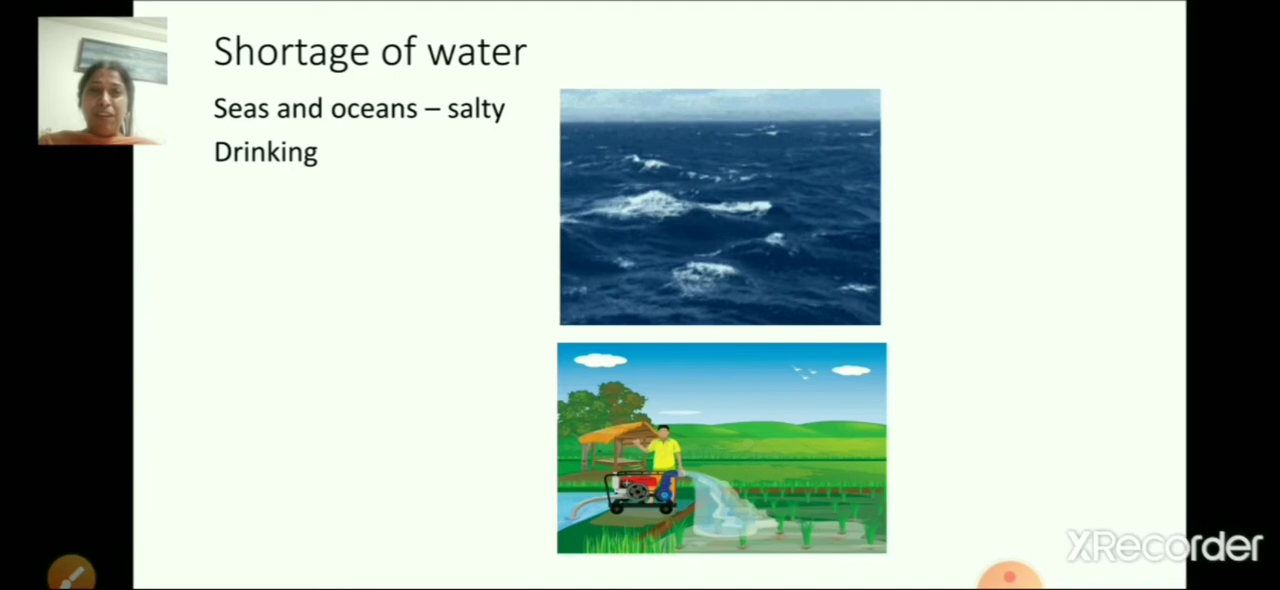 Shortage of water
Seas and oceans – salty
Drinking
XRecorder